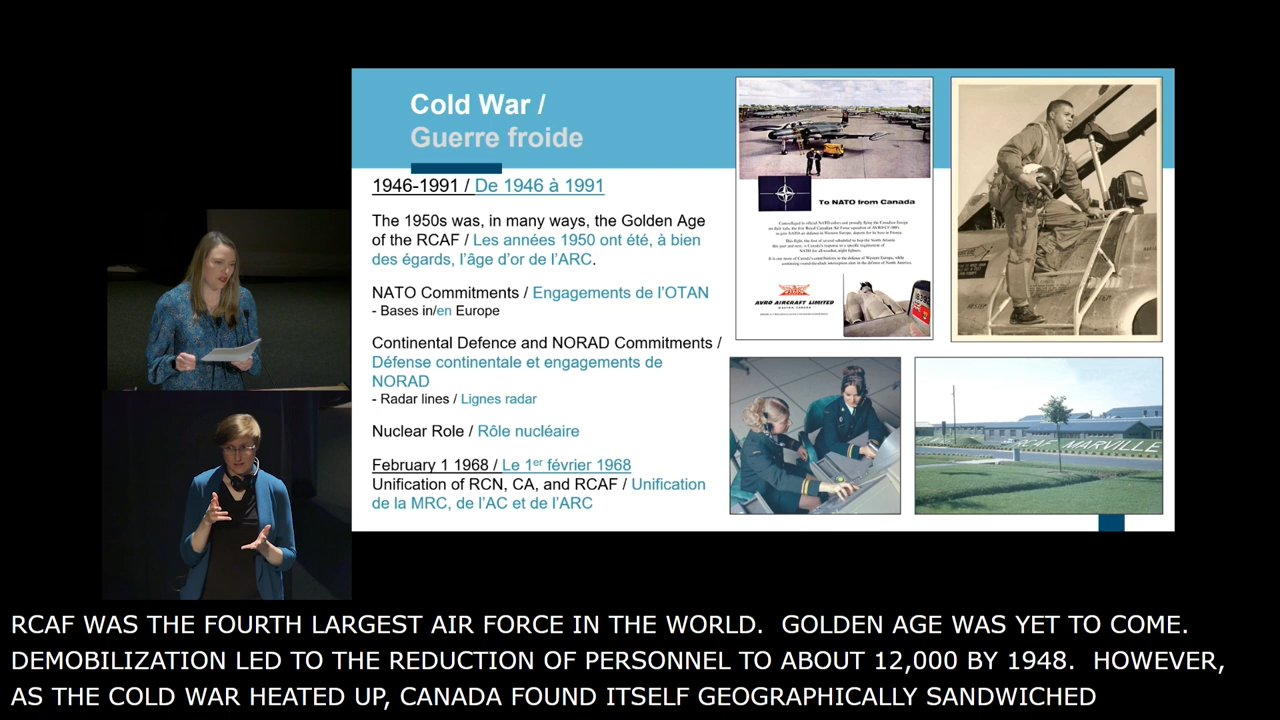 Cold War /
Guerre froide
1946-1991 / De 1946 à 1991
The 1950s was, in many ways, the Golden Age
of the RCAF / Les années 1950 ont été, à bien
des égards, l’âge d’or de l’ARC.
NATO Commitments / Engagements de l’OTAN
- Bases in/en Europe
Continental Defence and NORAD Commitments /
Défense continentale et engagements de
NORAD
- Radar lines / Lignes radar
Nuclear Role / Rôle nucléaire
February 1 1968 / Le 1er février 1968
Unification of RCN, CA, and RCAF / Unification
de la MRC, de l’AC et de l’ARC
To NATO from Canada
AVRO AIRCRAFT LIMITED
RCAF MARVILLE
RCAF WAS THE FOURTH LARGEST AIR FORCE IN THE WORLD.  GOLDEN AGE WAS YET TO COME.
DEMOBILIZATION LED TO THE REDUCTION OF PERSONNEL TO ABOUT 12,000 BY 1948.  HOWEVER,
AS THE COLD WAR HEATED UP, CANADA FOUND ITSELF GEOGRAPHICALLY SANDWICHED